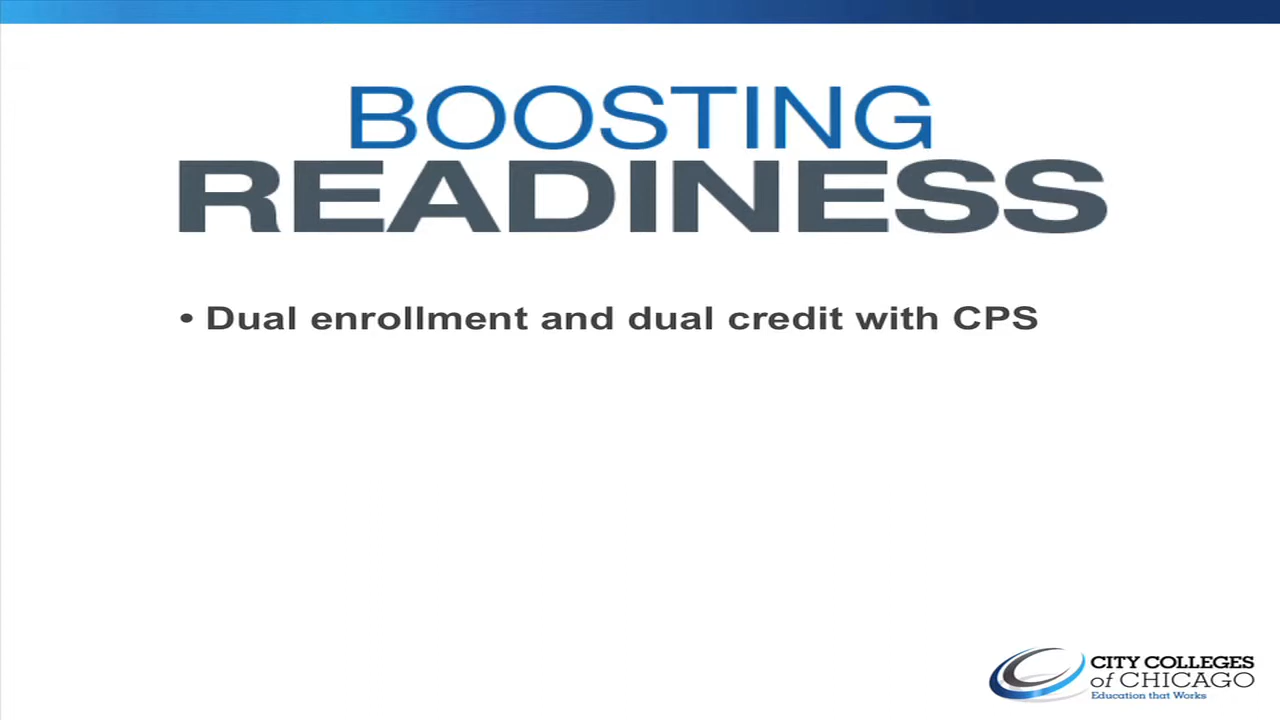 BOOSTING
READINESS
• Dual enrollment and dual credit with CPS
CITY COLLEGES
of CHICAGO
Education that Works